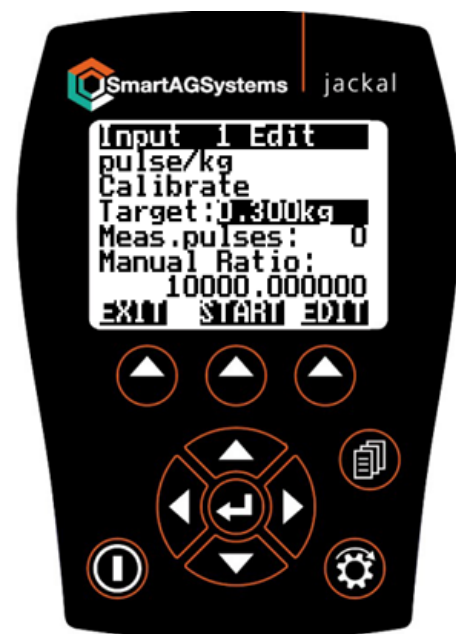 SmartAGSystems | jackal
Input 1 Edit
pulse/kg
Calibrate
Target:0.300kg
Meas.pulses: 0
Manual Ratio:
10000.000000
EXIT START EDIT